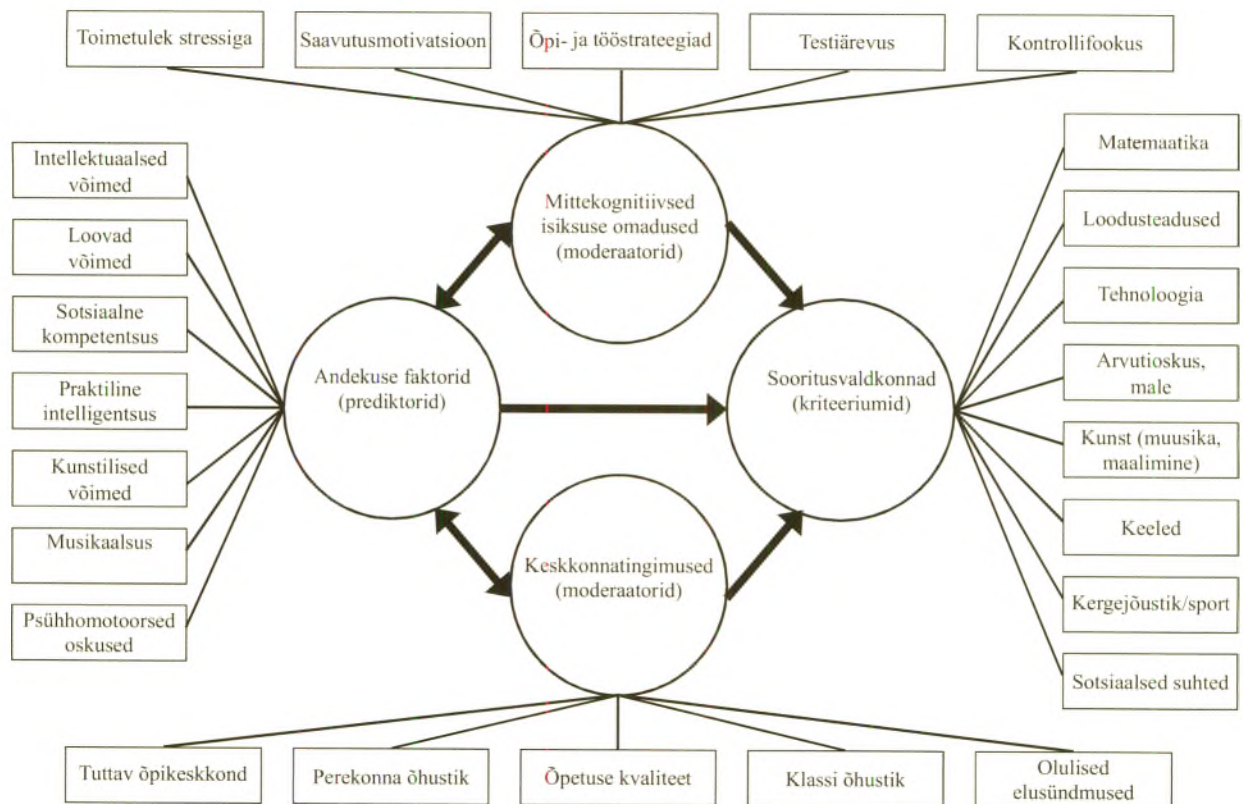 Toimetulek stressiga
Saavutusmotivatsioon
Õpi- ja tööstrateegiad
Testiärevus
Kontrollifookus
Intellektuaalsed
võimed
Loovad
võimed
Sotsiaalne
kompetentsus
Praktiline
intelligentsus
Kunstilised
võimed
Musikaalsus
Psühhomotoorsed
oskused
Mittekognitiivsed
isiksuse omadused
(moderaatorid)
Andekuse faktorid
(prediktorid)
Sooritusvaldkonnad
(kriteeriumid)
Keskkonnatingimused
(moderaatorid)
Matemaatika
Loodusteadused
Tehnoloogia
Arvutioskus,
male
Kunst (muusika,
maalimine)
Keeled
Kergejõustik/sport
Sotsiaalsed suhted
Tuttav õpikeskkond
Perekonna õhustik
Õpetuse kvaliteet
Klassi õhustik
Olulised
elusündmused